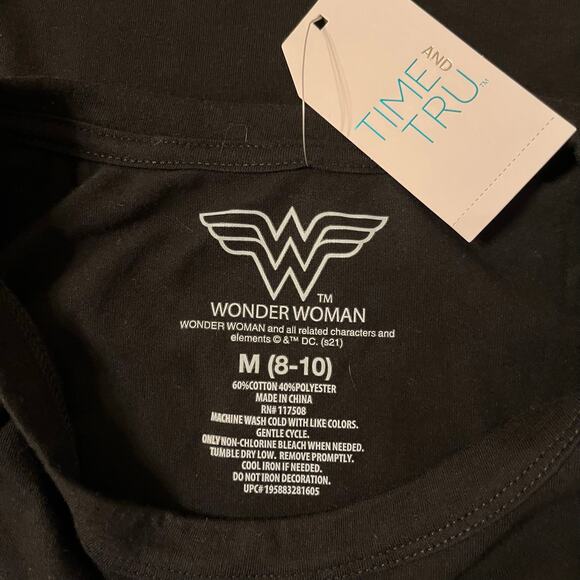 TIME AND
TRU™
TM
WONDER WOMAN
WONDER WOMAN and all related characters and
elements © &™ DC. (s21)
M (8-10)
60%COTTON 40%POLYESTER
MADE IN CHINA
RN# 117508
MACHINE WASH COLD WITH LIKE COLORS.
GENTLE CYCLE.
ONLY NON-CHLORINE BLEACH WHEN NEEDED.
TUMBLE DRY LOW. REMOVE PROMPTLY.
COOL IRON IF NEEDED.
DO NOT IRON DECORATION.
UPC# 195883281605